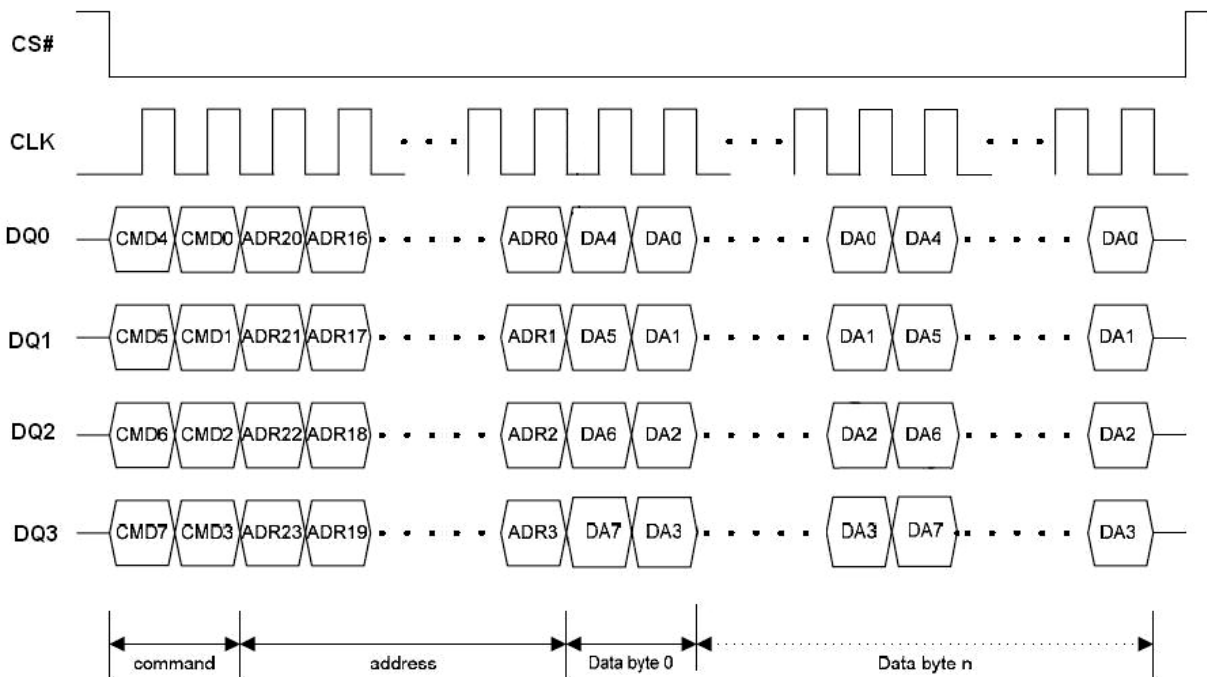 CS#
CLK
DQ0 CMD4 CMD0 ADR20 ADR16 ADR0 DA4 DA0 DA0 DA4 DA0
DQ1 CMD5 CMD1 ADR21 ADR17 ADR1 DA5 DA1 DA1 DA5 DA1
DQ2 CMD6 CMD2 ADR22 ADR18 ADR2 DA6 DA2 DA2 DA6 DA2
DQ3 CMD7 CMD3 ADR23 ADR19 ADR3 DA7 DA3 DA3 DA7 DA3
command address Data byte 0 Data byte n